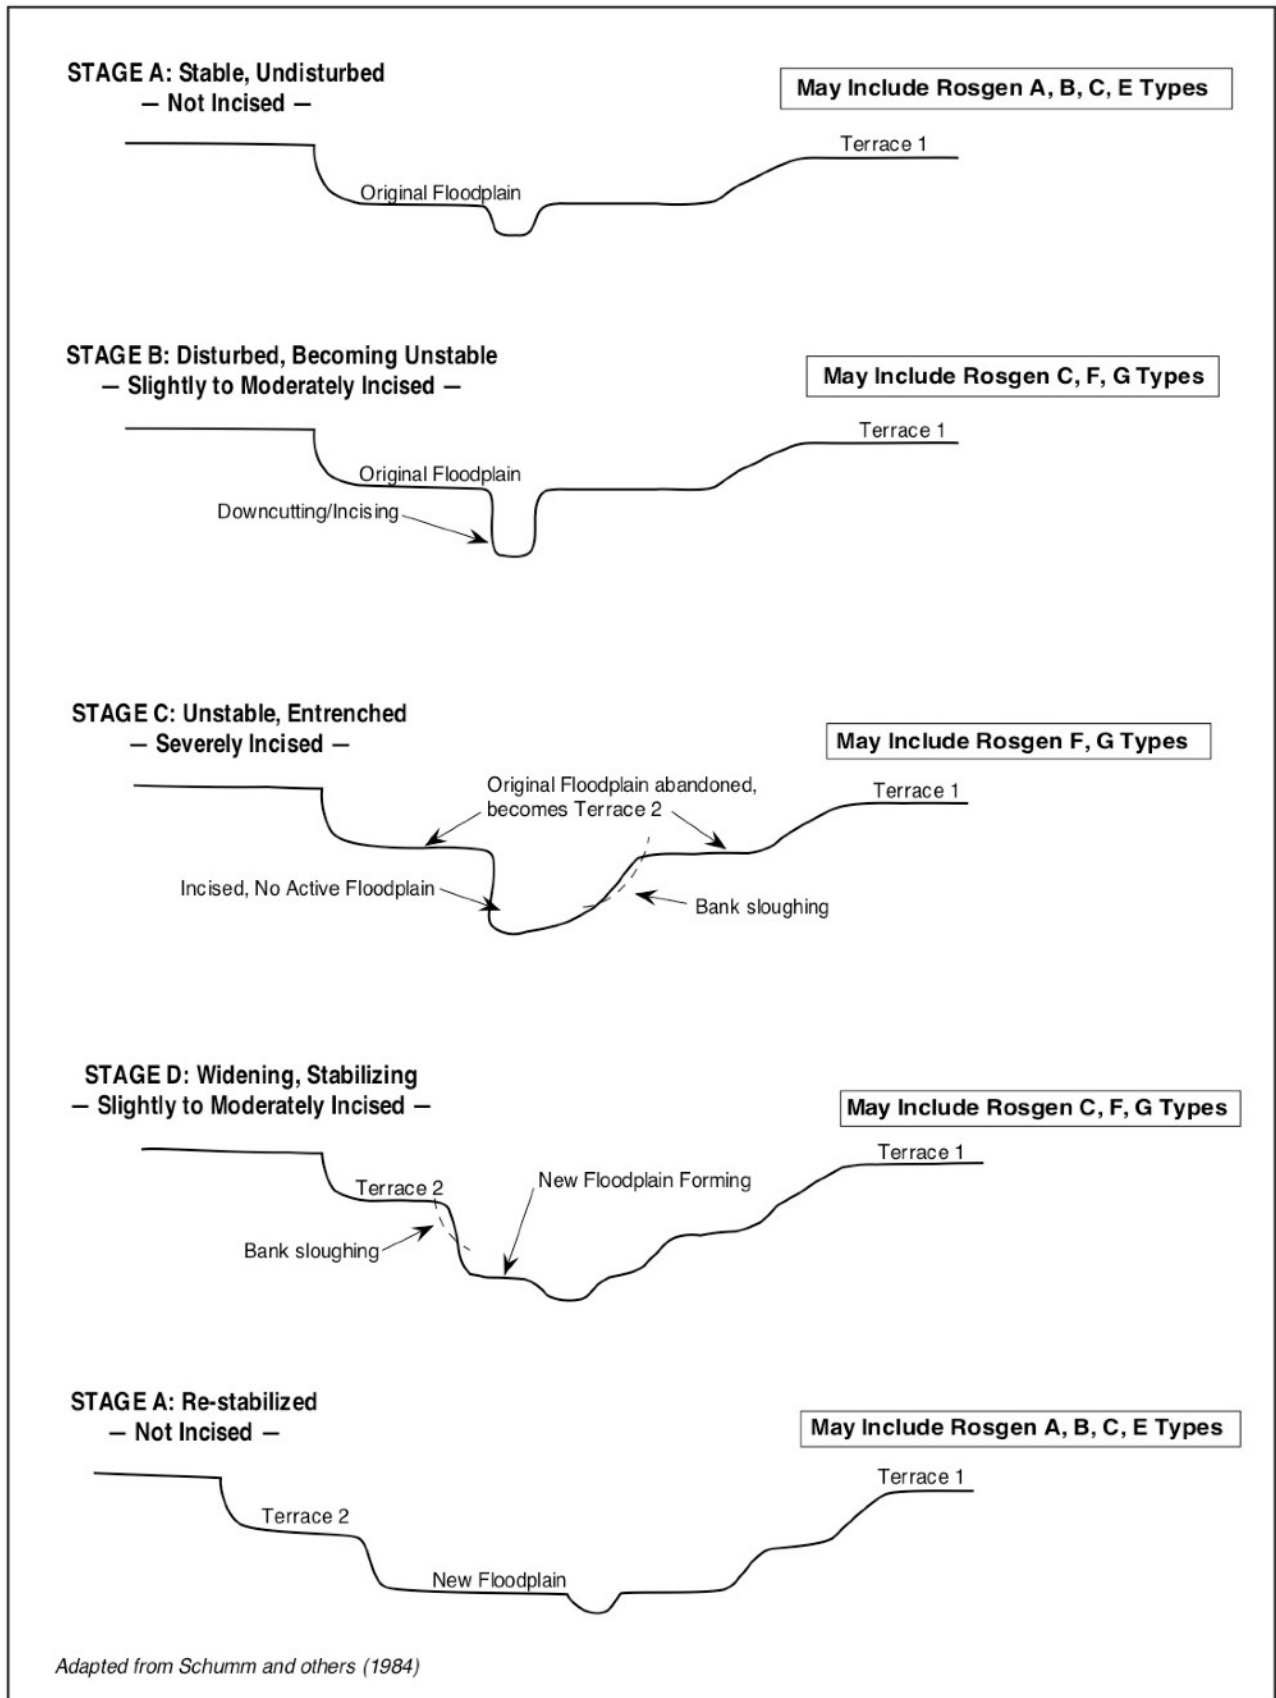 STAGE A: Stable, Undisturbed
— Not Incised —
May Include Rosgen A, B, C, E Types
Terrace 1
Original Floodplain
STAGE B: Disturbed, Becoming Unstable
— Slightly to Moderately Incised —
May Include Rosgen C, F, G Types
Terrace 1
Original Floodplain
Downcutting/Incising
STAGE C: Unstable, Entrenched
— Severely Incised —
May Include Rosgen F, G Types
Original Floodplain abandoned,
becomes Terrace 2
Terrace 1
Incised, No Active Floodplain
Bank sloughing
STAGE D: Widening, Stabilizing
— Slightly to Moderately Incised —
May Include Rosgen C, F, G Types
Terrace 1
Terrace 2
New Floodplain Forming
Bank sloughing
STAGE A: Re-stabilized
— Not Incised —
May Include Rosgen A, B, C, E Types
Terrace 1
Terrace 2
New Floodplain
Adapted from Schumm and others (1984)